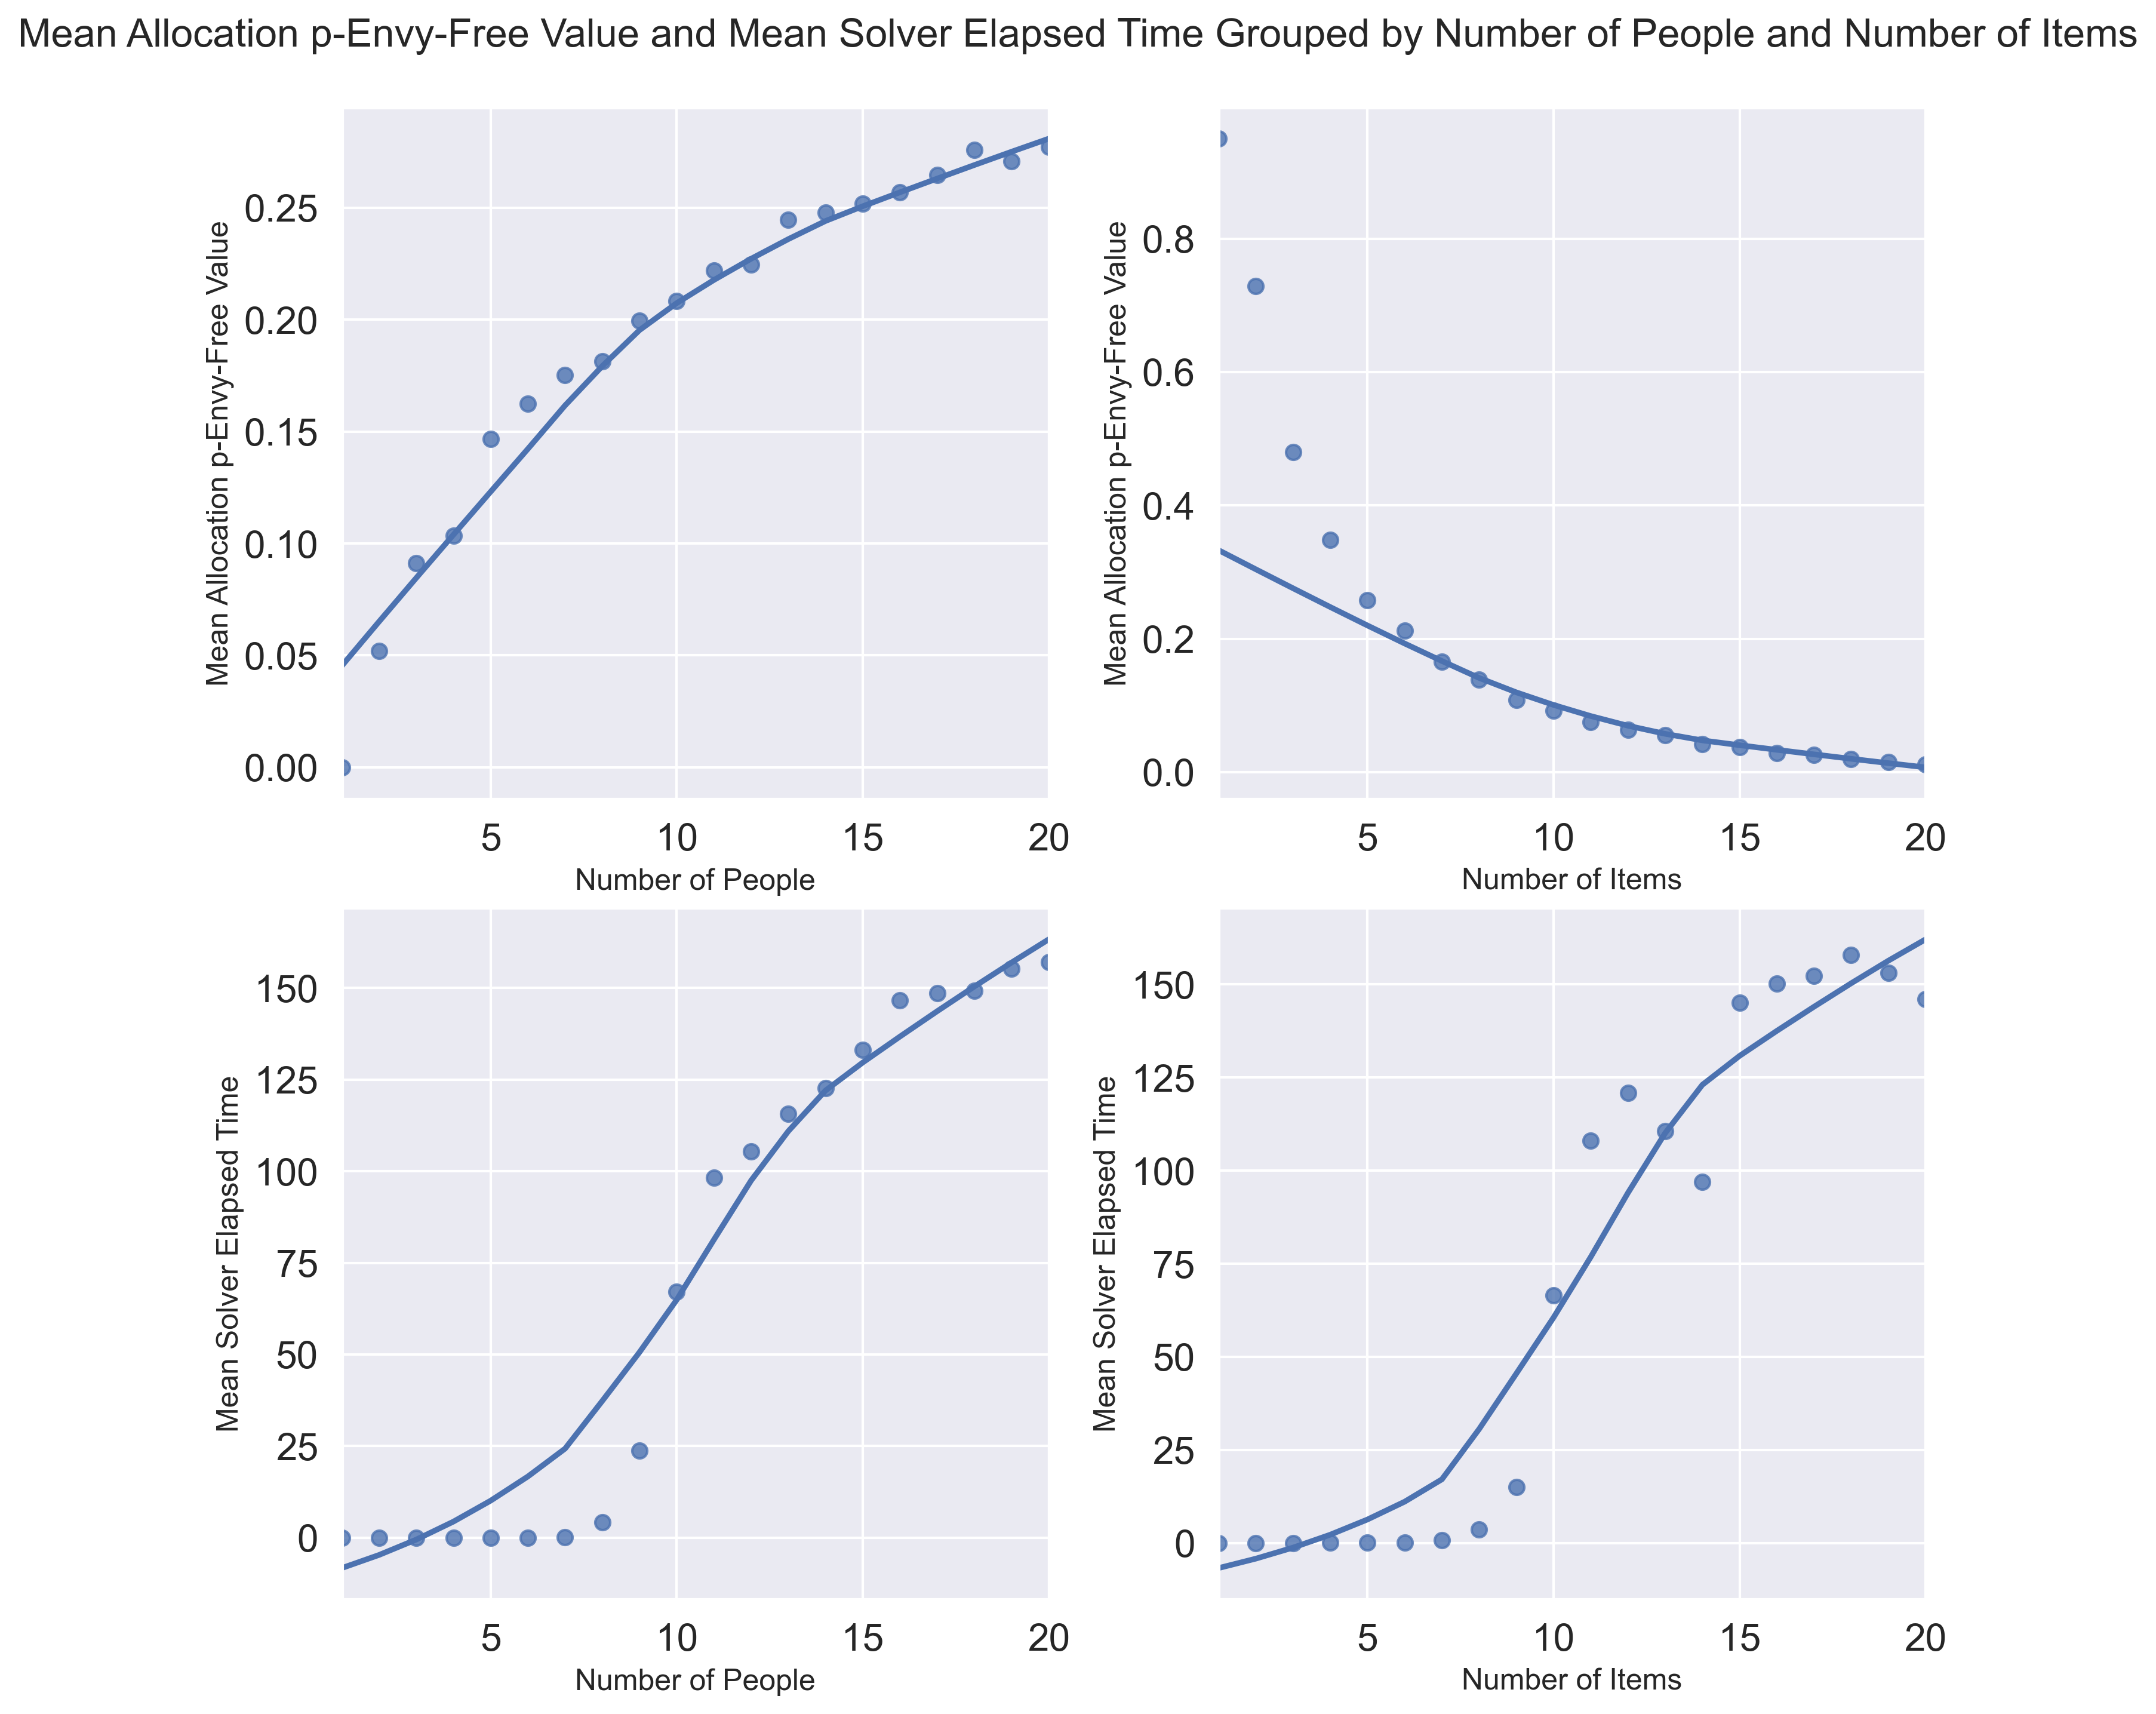 Mean Allocation p-Envy-Free Value and Mean Solver Elapsed Time Grouped by Number of People and Number of Items
Mean Allocation p-Envy-Free Value
0.25
0.20
0.15
0.10
0.05
0.00
5 10 15 20
Number of People
Mean Allocation p-Envy-Free Value
0.8
0.6
0.4
0.2
0.0
5 10 15 20
Number of Items
Mean Solver Elapsed Time
150
125
100
75
50
25
0
5 10 15 20
Number of People
Mean Solver Elapsed Time
150
125
100
75
50
25
0
5 10 15 20
Number of Items